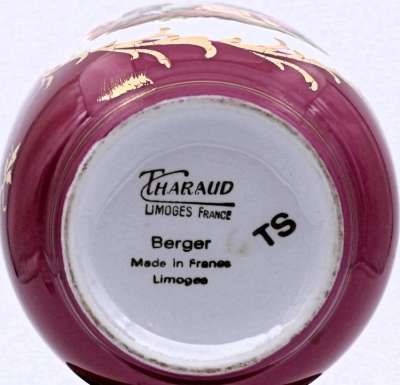 THARAUD
LIMOGES FRANCE
Berger
TS
Made in France
Limoges